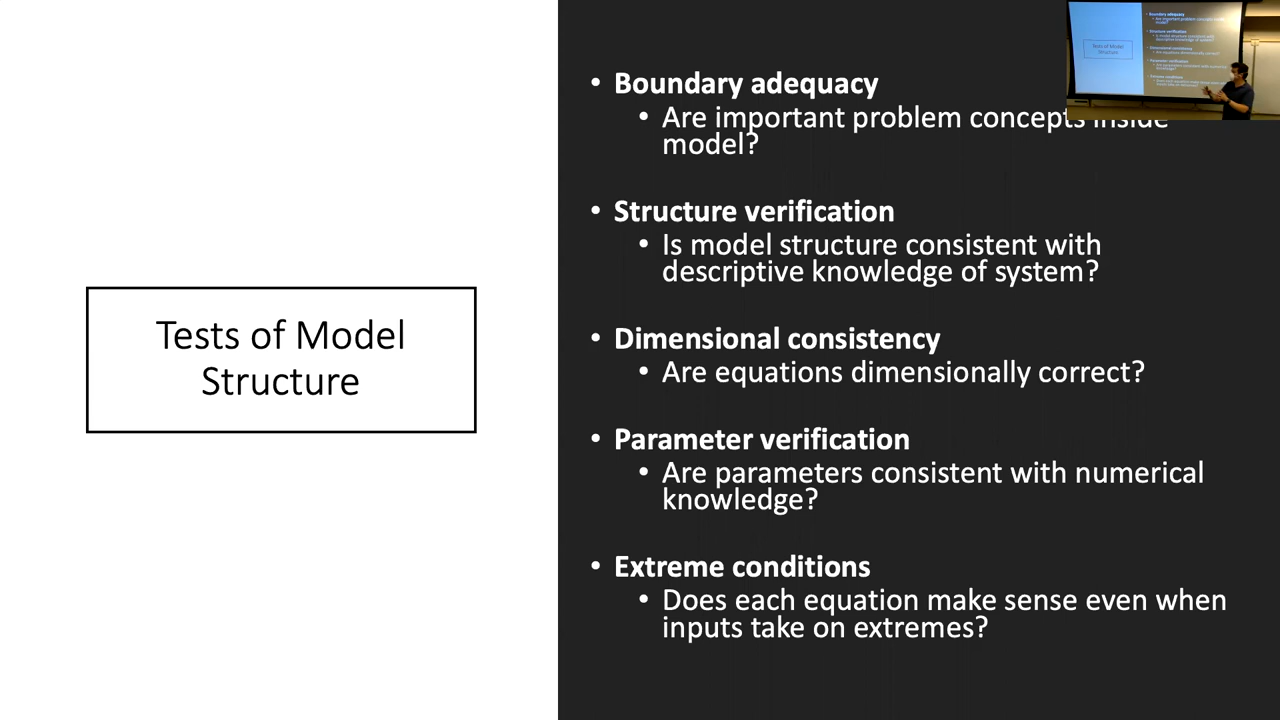 Tests of Model
Structure
• Boundary adequacy
• Are important problem concepts inside
model?
• Structure verification
• Is model structure consistent with
descriptive knowledge of system?
• Dimensional consistency
• Are equations dimensionally correct?
• Parameter verification
• Are parameters consistent with numerical
knowledge?
• Extreme conditions
• Does each equation make sense even when
inputs take on extremes?